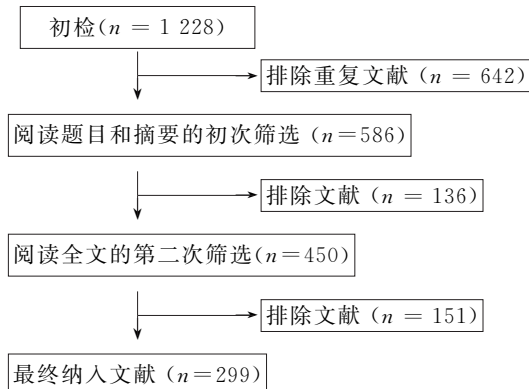 初检(n = 1 228)
排除重复文献 (n = 642)
阅读题目和摘要的初次筛选 (n=586)
排除文献 (n = 136)
阅读全文的第二次筛选(n=450)
排除文献 (n = 151)
最终纳入文献 (n=299)